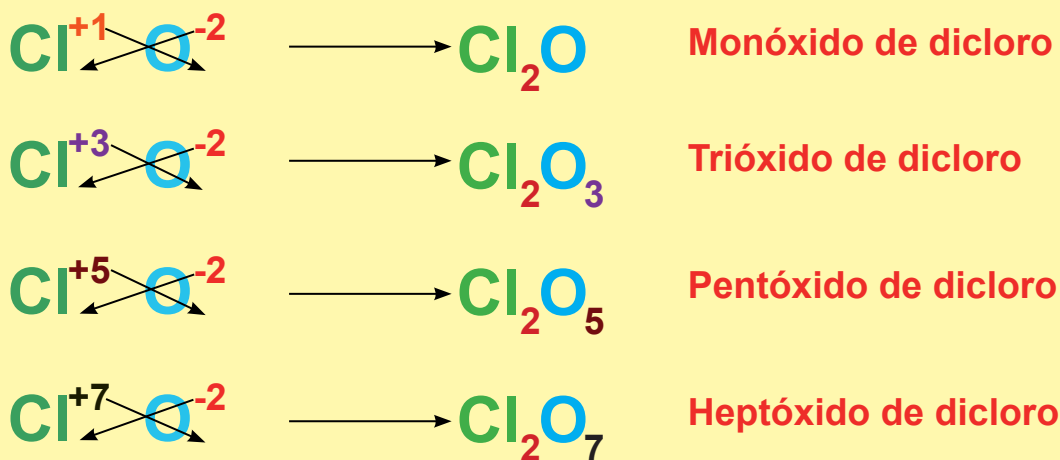 Cl+1 O-2 Cl2O Monóxido de dicloro
Cl+3 O-2 Cl2O3 Trióxido de dicloro
Cl+5 O-2 Cl2O5 Pentóxido de dicloro
Cl+7 O-2 Cl2O7 Heptóxido de dicloro